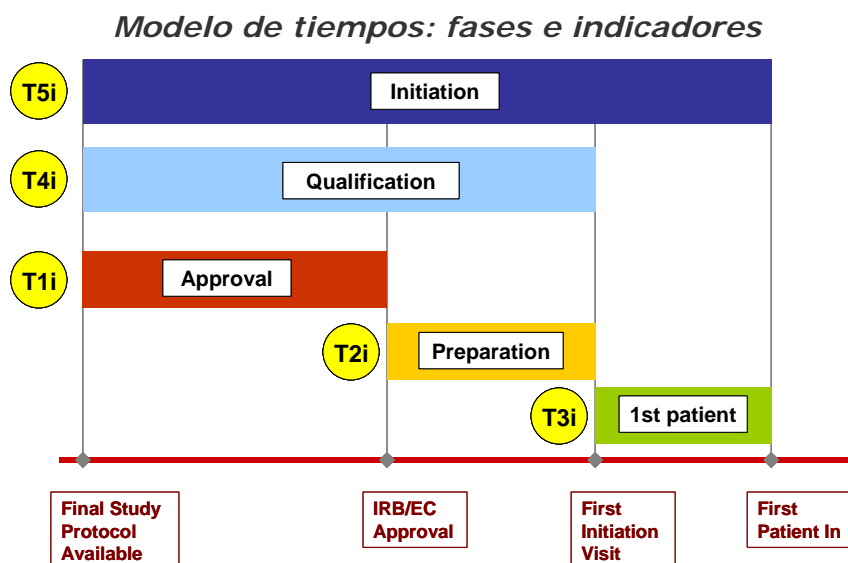 Modelo de tiempos: fases e indicadores
T5i
Initiation
T4i
Qualification
T1i
Approval
T2i
Preparation
T3i
1st patient
Final Study
Protocol
Available
IRB/EC
Approval
First
Initiation
Visit
First
Patient In